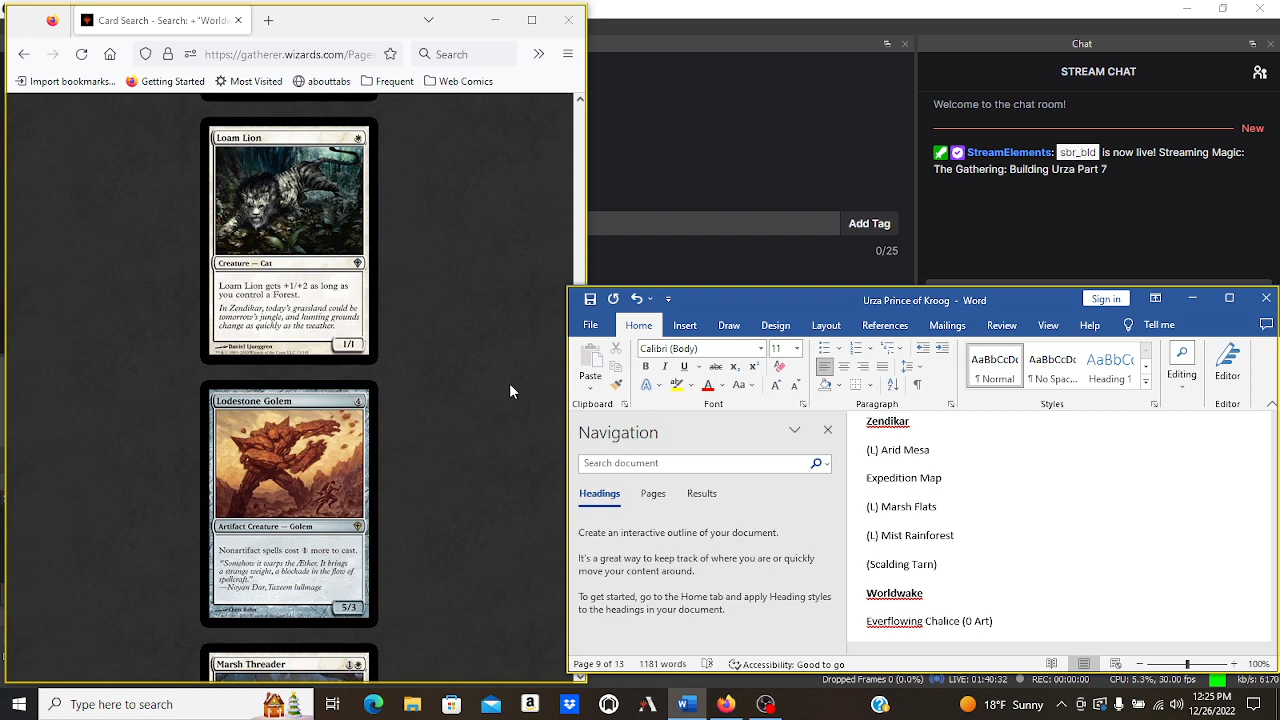 Card Search - Search: +"Worldw
https://gatherer.wizards.com/Pages
Search
Import bookmarks...
Getting Started
Most Visited
abouttabs
Frequent
Web Comics
Loam Lion
Creature — Cat
Loam Lion gets +1/+2 as long as
you control a Forest.
In Zendikar, today's grassland could be
tomorrow's jungle, and hunting grounds
change as quickly as the weather.
Daniel Ljunggren
1/1
Lodestone Golem
4
Artifact Creature — Golem
Nonartifact spells cost 1 more to cast.
"Somehow it warps the Æther. It brings
a strange weight, a blockade in the flow of
spellcraft."
—Noyan Dar, Tazeem lullmage
Chris Rahn
5/3
Marsh Threader
1
Chat
STREAM CHAT
Welcome to the chat room!
New
StreamElements: sbr_bld is now live! Streaming Magic:
The Gathering: Building Urza Part 7
Add Tag
0/25
Urza Prince of Kroog - Word
Sign in
File
Home
Insert
Draw
Design
Layout
References
Mailings
Review
View
Help
Tell me
Paste
Calibri (Body)
11
AaBbCcDc
¶ Normal
AaBbCcDc
¶ No Spac...
AaBbCc
Heading 1
Editing
Editor
Clipboard
Font
Paragraph
Styles
Editor
Navigation
Search document
Headings
Pages
Results
Create an interactive outline of your document.
It's a great way to keep track of where you are or quickly
move your content around.
To get started, go to the Home tab and apply Heading styles
to the headings in your document.
Zendikar
(L) Arid Mesa
Expedition Map
(L) Marsh Flats
(L) Mist Rainforest
(Scalding Tarn)
Worldwake
Everflowing Chalice (0 Art)
Page 9 of 13
1181 words
Accessibility: Good to go
100%
Dropped Frames 0 (0.0%)
LIVE: 01:40:32
REC: 00:00:00
CPU: 5.3%, 30.00 fps
kb/s: 6170
Type here to search
18°F Sunny
12:25 PM
12/26/2022